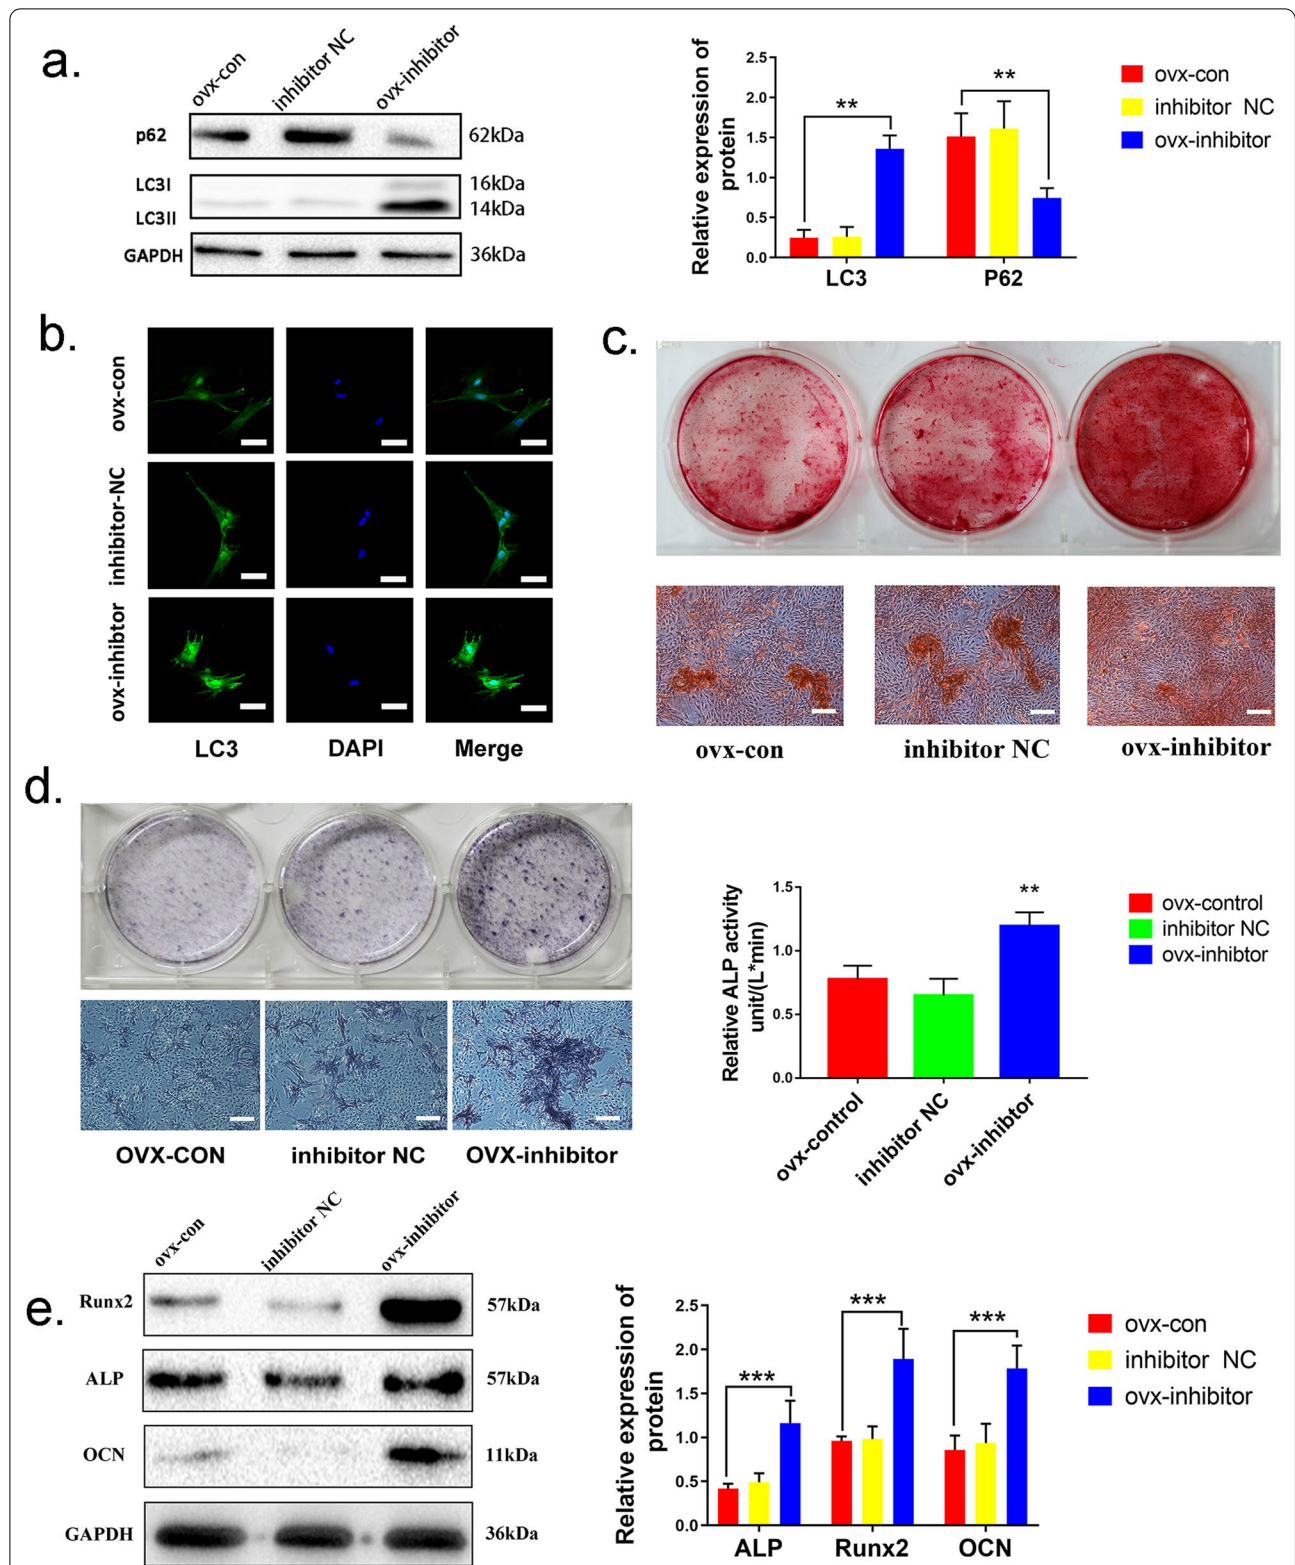 a.
ovx-con
inhibitor NC
ovx-inhibitor
p62
62kDa
LC3I
16kDa
LC3II
14kDa
GAPDH
36kDa
Relative expression of
protein
2.5
2.0
1.5
1.0
0.5
0.0
**
**
LC3
P62
ovx-con
inhibitor NC
ovx-inhibitor
b.
ovx-con
inhibitor-NC
ovx-inhibtor
LC3
DAPI
Merge
c.
ovx-con
inhibitor NC
ovx-inhibitor
d.
OVX-CON
inhibitor NC
OVX-inhibitor
Relative ALP activity
unit/(L*min)
1.5
1.0
0.5
0.0
**
ovx-control
inhibitor NC
ovx-inhibtor
ovx-control
inhibitor NC
ovx-inhibtor
e.
ovx-con
inhibitor NC
ovx-inhibitor
Runx2
57kDa
ALP
57kDa
OCN
11kDa
GAPDH
36kDa
Relative expression of
protein
2.5
2.0
1.5
1.0
0.5
0.0
***
***
***
ALP
Runx2
OCN
ovx-con
inhibitor NC
ovx-inhibitor